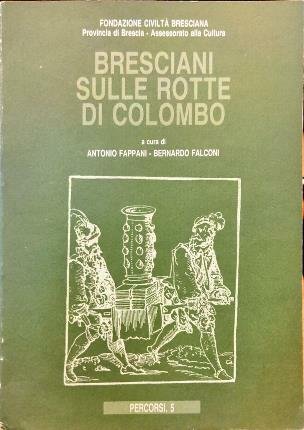 FONDAZIONE CIVILTÀ BRESCIANA
Provincia di Brescia - Assessorato alla Cultura
BRESCIANI
SULLE ROTTE
DI COLOMBO
a cura di
ANTONIO FAPPANI - BERNARDO FALCONI
PERCORSI, 5